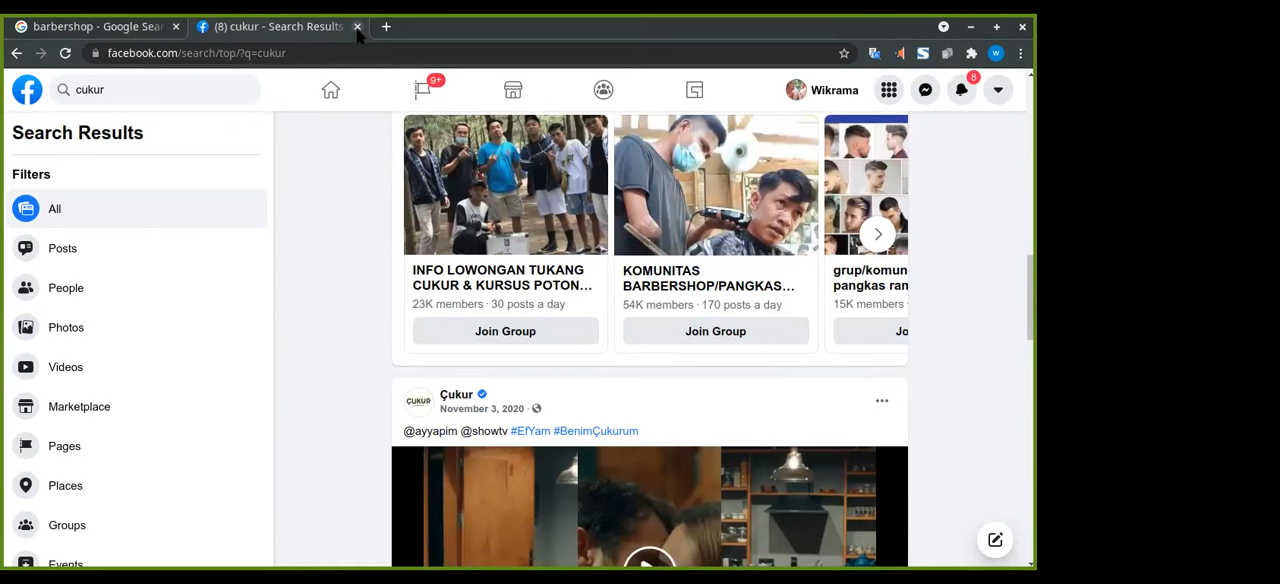 barbershop - Google Sear
(8) cukur - Search Results
facebook.com/search/top/?q=cukur
W
cukur
9+
Wikrama
8
Search Results
Filters
All
Posts
People
Photos
Videos
Marketplace
Pages
Places
Groups
Events
INFO LOWONGAN TUKANG
CUKUR & KURSUS POTON...
23K members · 30 posts a day
Join Group
KOMUNITAS
BARBERSHOP/PANGKAS...
54K members · 170 posts a day
Join Group
grup/komun
pangkas ram
15K members
Jo
ÇUKUR
Çukur
November 3, 2020 ·
@ayyapim @showtv #EfYam #BenimÇukurum